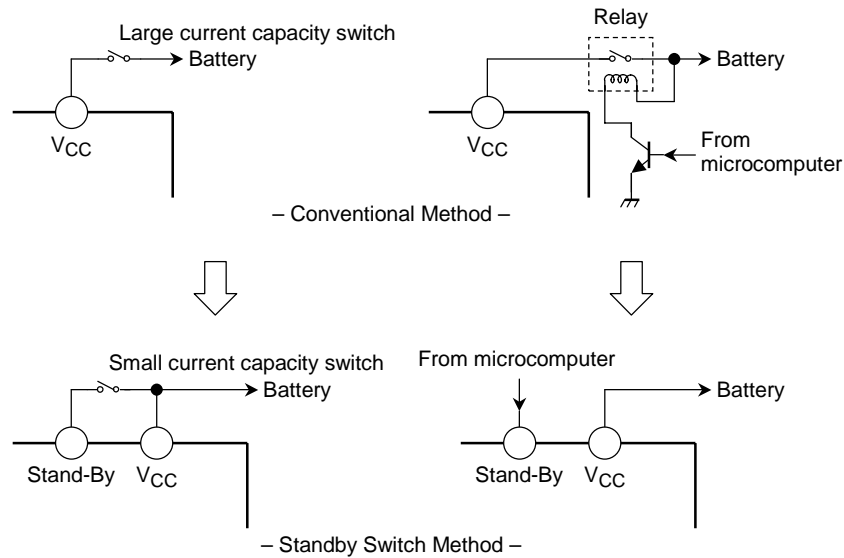 Large current capacity switch
Battery
VCC
Relay
Battery
VCC
From
microcomputer
– Conventional Method –
Small current capacity switch
Battery
Stand-By
VCC
From microcomputer
Battery
Stand-By
VCC
– Standby Switch Method –